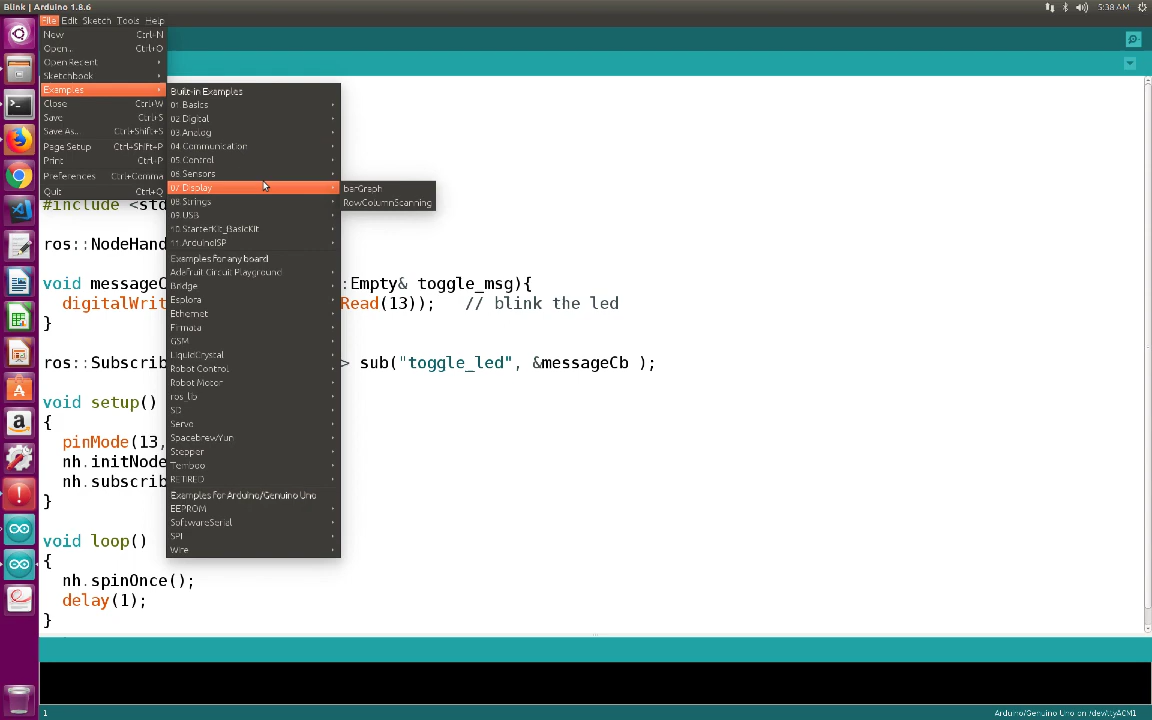 Blink | Arduino 1.8.6
5:38 AM
File Edit Sketch Tools Help
New Ctrl-N
Open... Ctrl+O
Open Recent
Sketchbook
Examples
Close Ctrl+W
Save Ctrl+S
Save As... Ctrl+Shift+S
Page Setup Ctrl+Shift+P
Print Ctrl+P
Preferences Ctrl+Comma
Quit Ctrl+Q
Built-in Examples
01.Basics
02.Digital
03.Analog
04.Communication
05.Control
06.Sensors
07.Display
08.Strings
09.USB
10.StarterKit_BasicKit
11.ArduinoISP
Examples for any board
Adafruit Circuit Playground
Bridge
Esplora
Ethernet
Firmata
GSM
LiquidCrystal
Robot Control
Robot Motor
ros_lib
SD
Servo
SpacebrewYun
Stepper
Temboo
RETIRED
Examples for Arduino/Genuino Uno
EEPROM
SoftwareSerial
SPI
Wire
barGraph
RowColumnScanning
#include <std
ros::NodeHand
void messageC :Empty& toggle_msg){
digitalWrit Read(13)); // blink the led
}
ros::Subscrib > sub("toggle_led", &messageCb );
void setup()
{
pinMode(13,
nh.initNode
nh.subscrib
}
void loop()
{
nh.spinOnce();
delay(1);
}
1
Arduino/Genuino Uno on /dev/ttyACM1